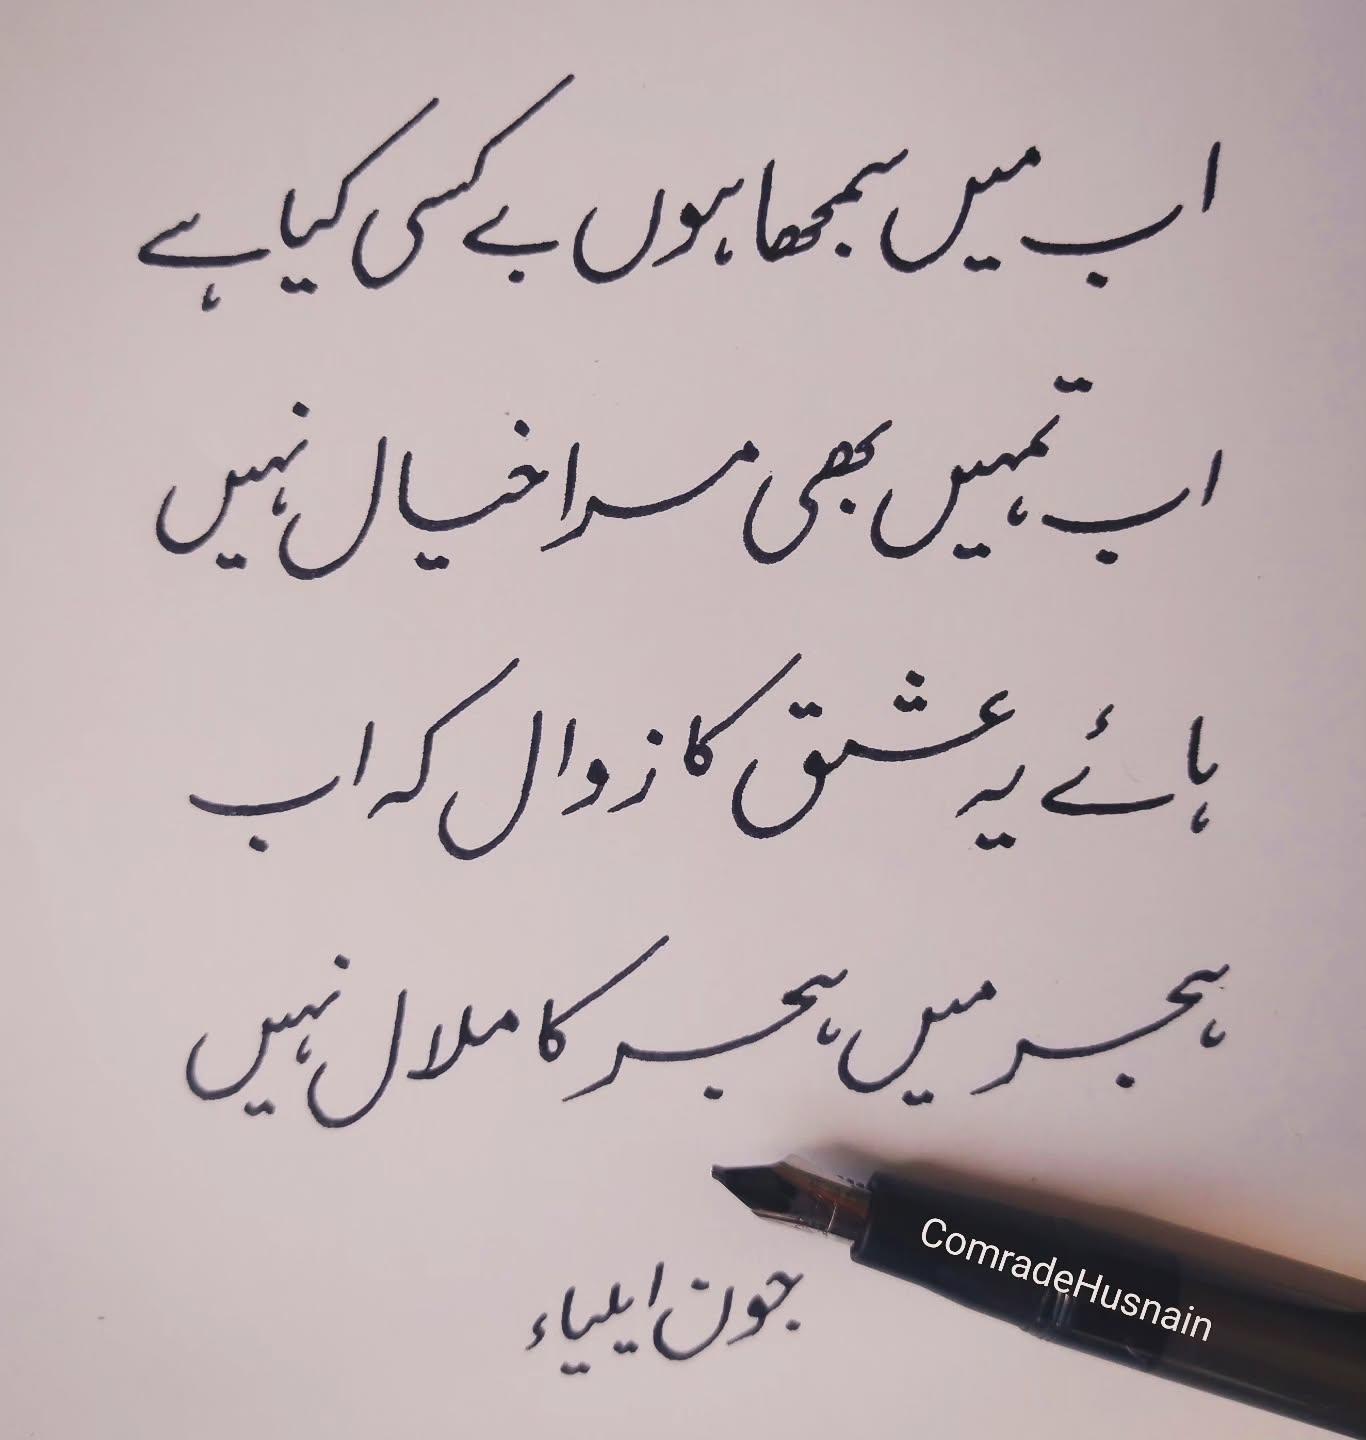 اب میں سمجھا ہوں بے کسی کیا ہے
اب تمہیں بھی مرا خیال نہیں
ہائے یہ عشق کا زوال کہ اب
ہجر میں ہجر کا ملال نہیں
جون ایلیاء
ComradeHusnain